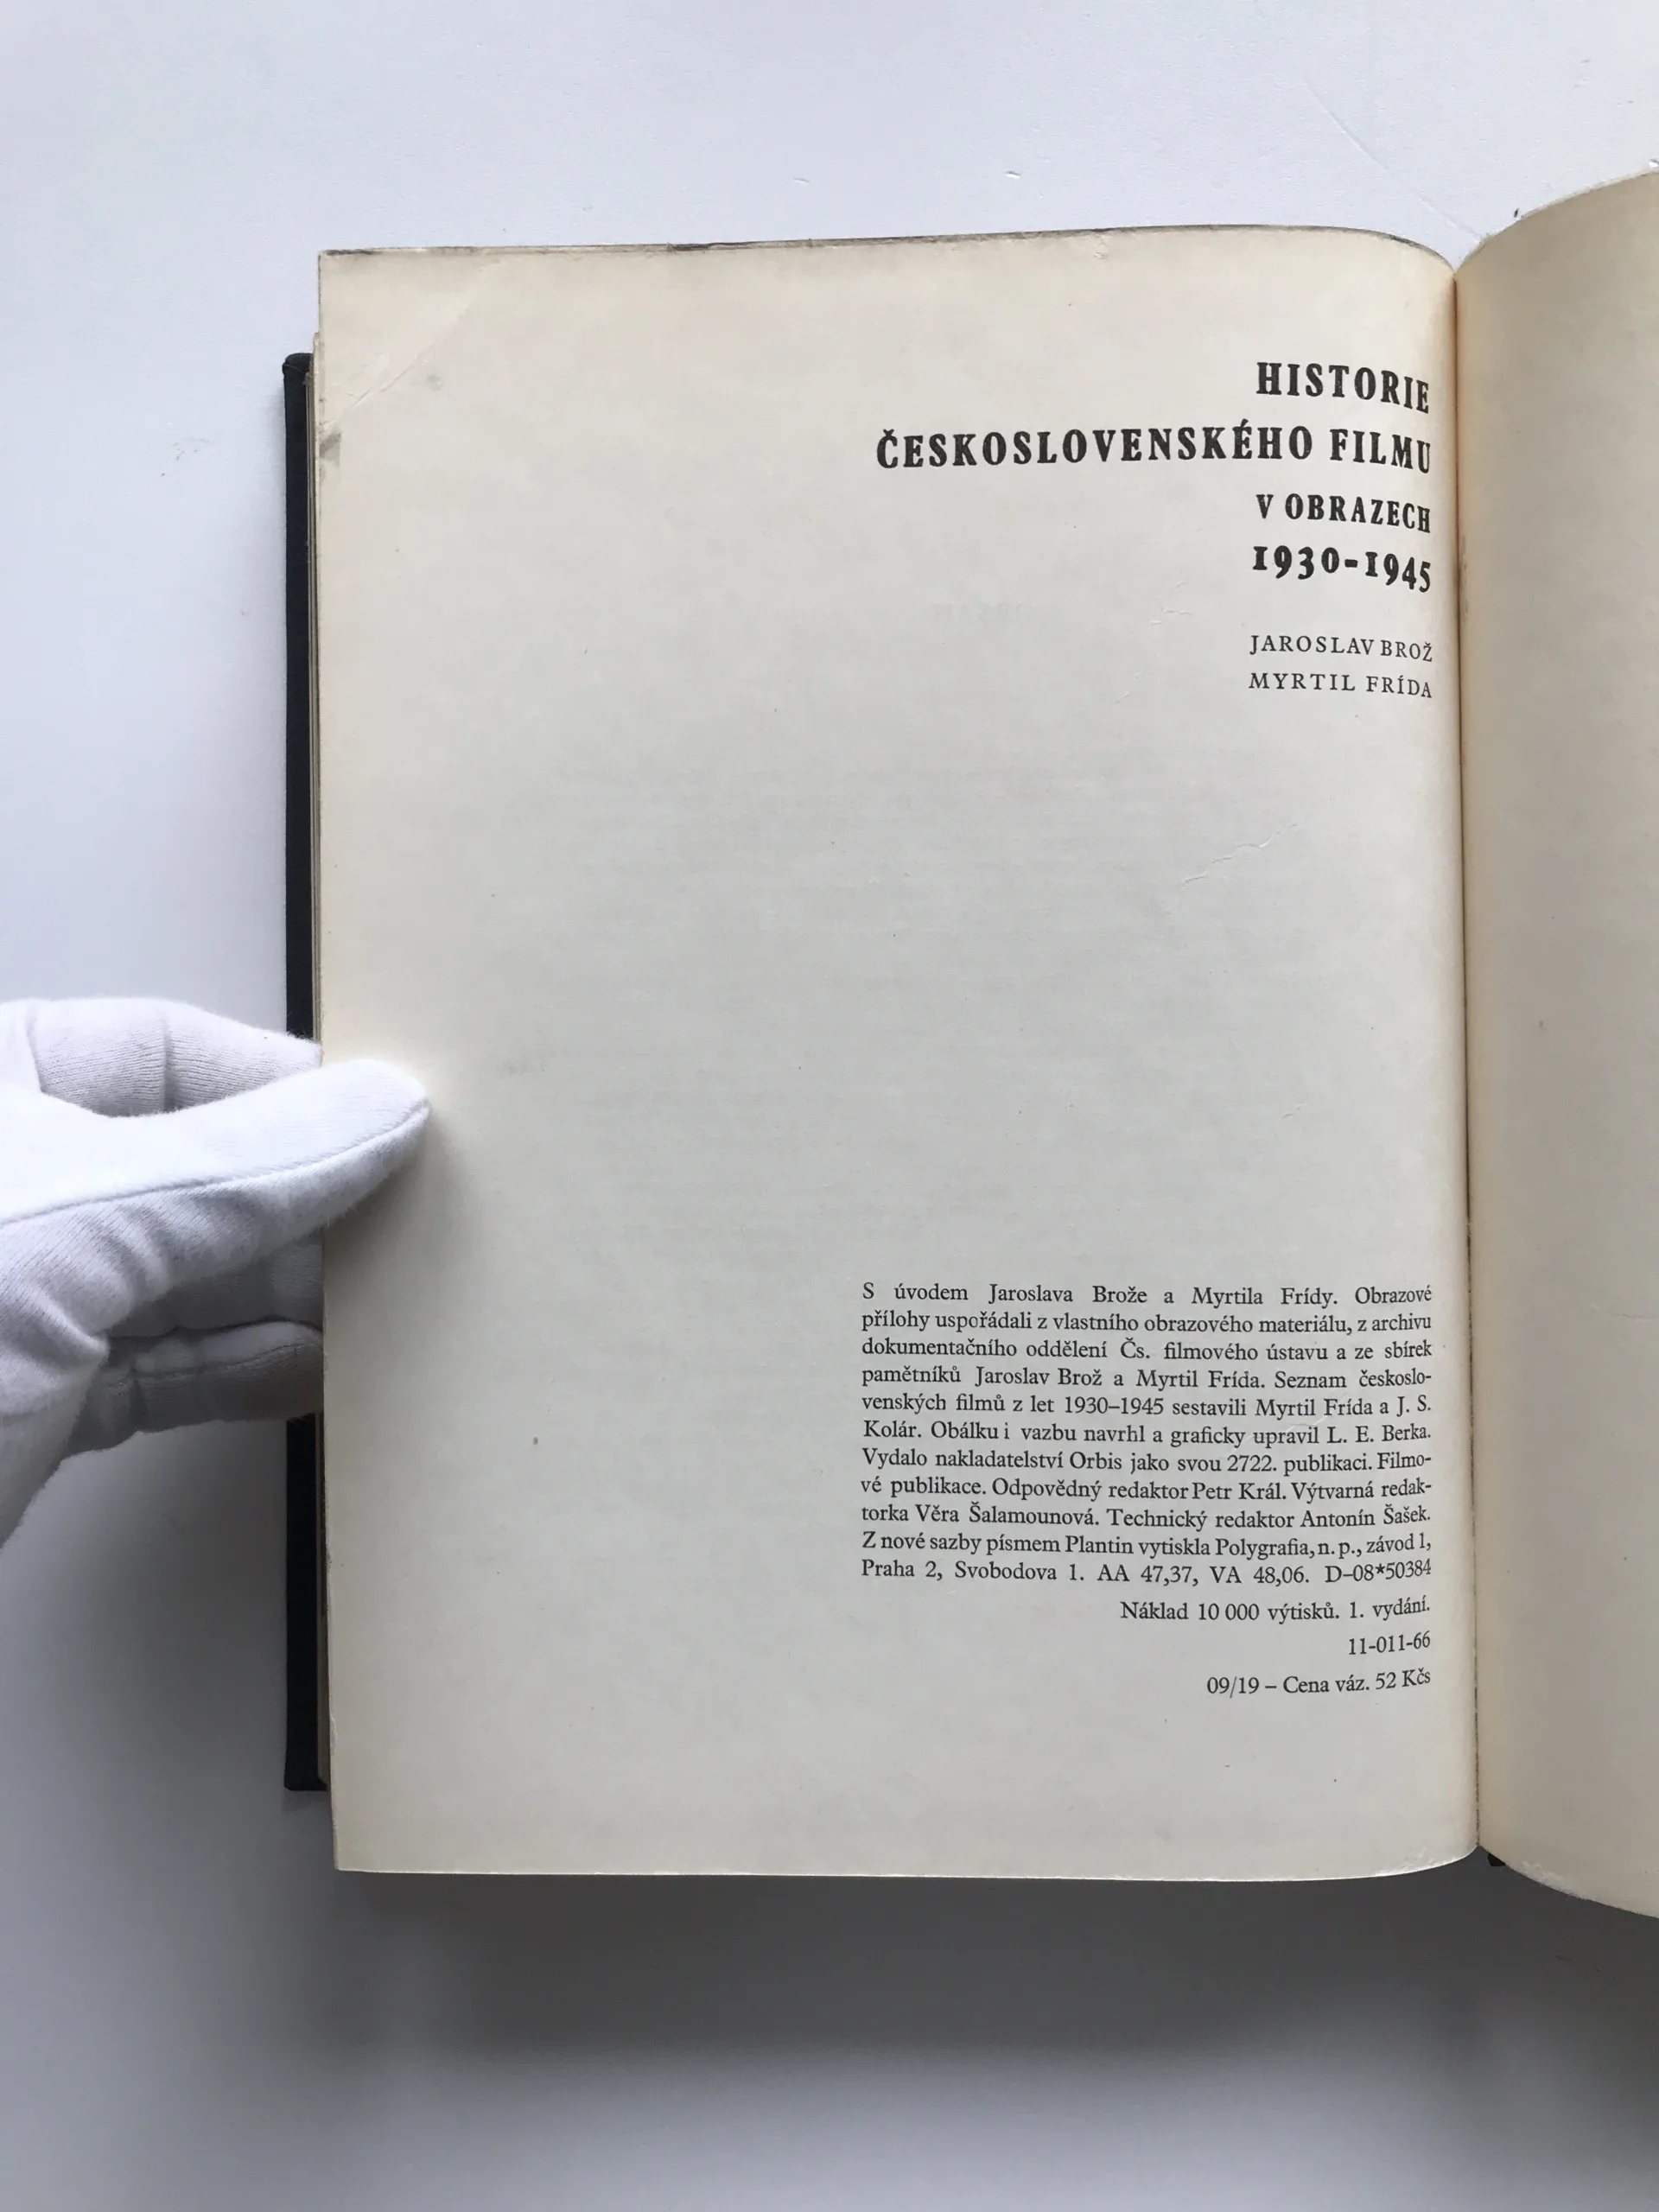 HISTORIE
ČESKOSLOVENSKÉHO FILMU
V OBRAZECH
1930-1945
JAROSLAV BROŽ
MYRTIL FRÍDA
S úvodem Jaroslava Brože a Myrtila Frídy. Obrazové
přílohy uspořádali z vlastního obrazového materiálu, z archivu
dokumentačního oddělení Čs. filmového ústavu a ze sbírek
pamětníků Jaroslav Brož a Myrtil Frída. Seznam českoslo-
venských filmů z let 1930–1945 sestavili Myrtil Frída a J. S.
Kolár. Obálku i vazbu navrhl a graficky upravil L. E. Berka.
Vydalo nakladatelství Orbis jako svou 2722. publikaci. Filmo-
vé publikace. Odpovědný redaktor Petr Král. Výtvarná redak-
torka Věra Šalamounová. Technický redaktor Antonín Šašek.
Z nové sazby písmem Plantin vytiskla Polygrafia, n. p., závod 1,
Praha 2, Svobodova 1. AA 47,37, VA 48,06. D–08*50384
Náklad 10 000 výtisků. 1. vydání.
11-011-66
09/19 – Cena váz. 52 Kčs